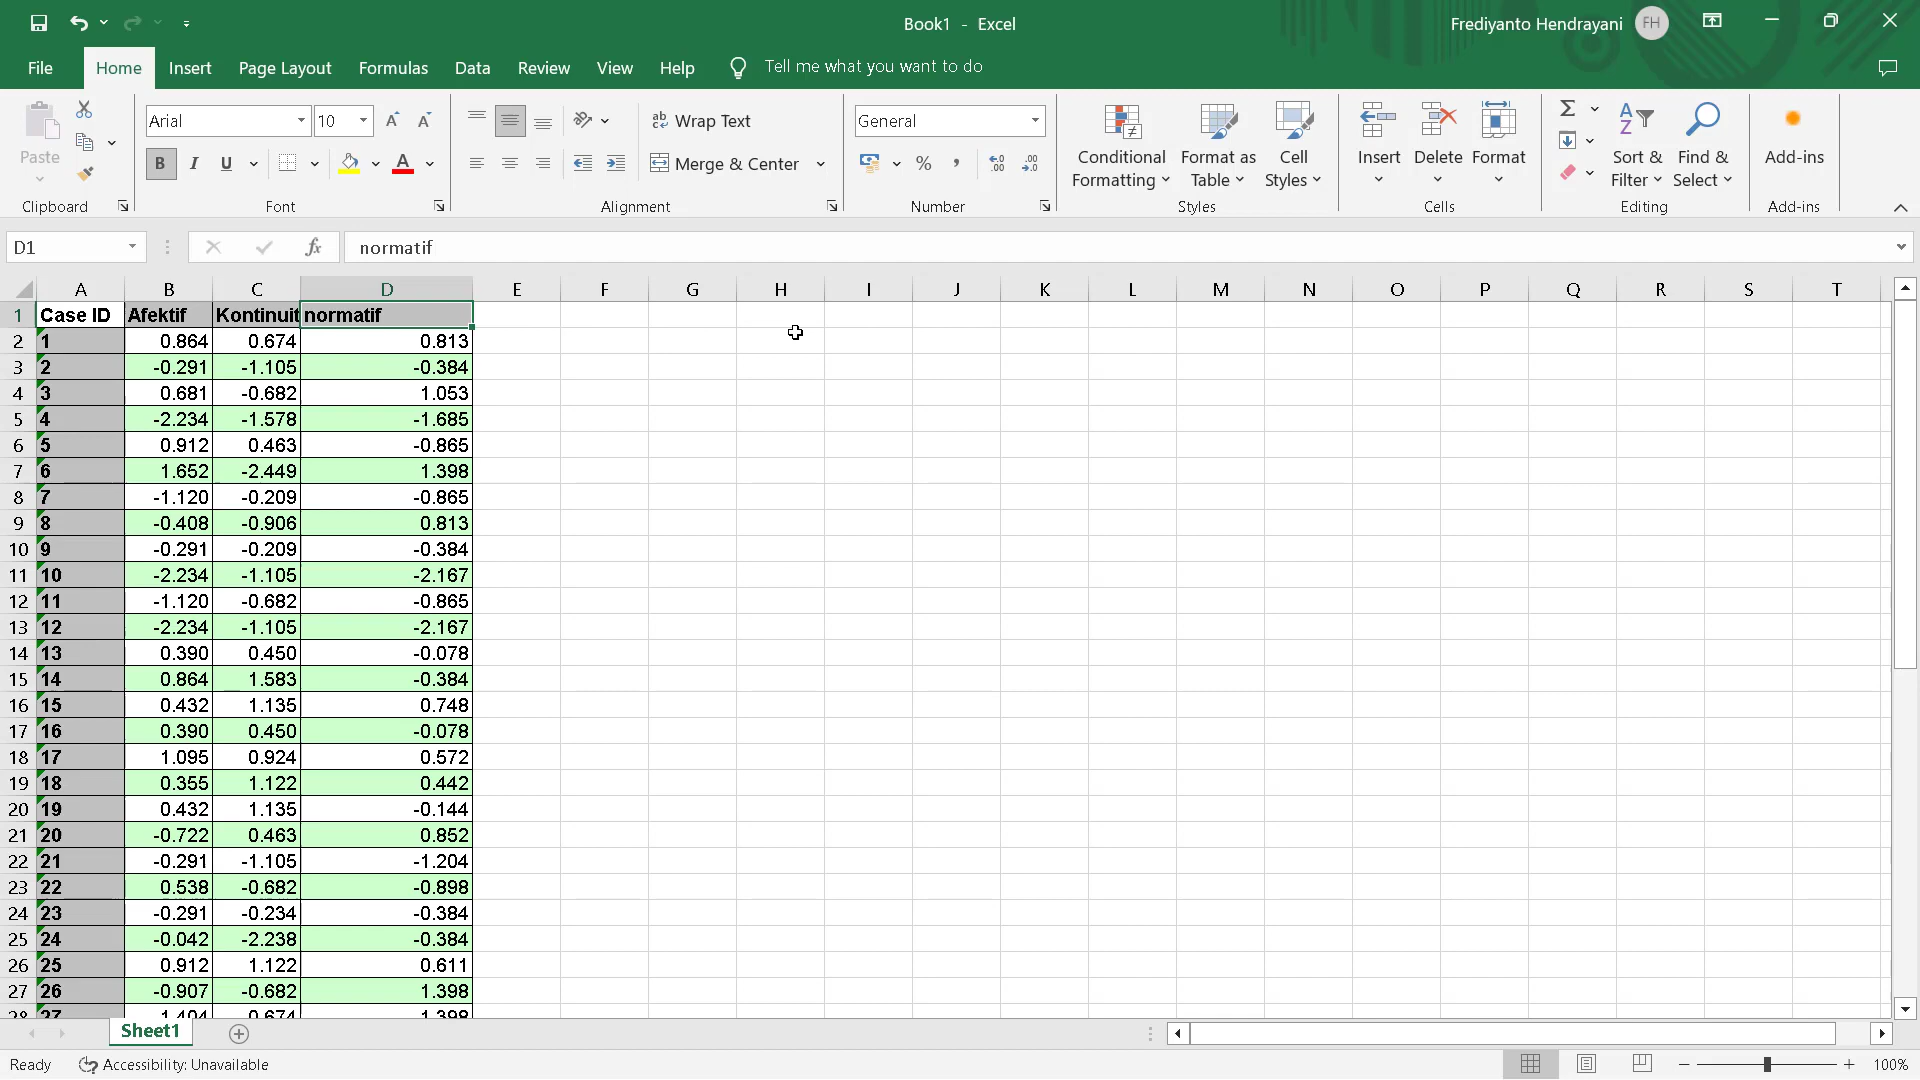 Book1 - Excel
Frediyanto Hendrayani FH
File Home Insert Page Layout Formulas Data Review View Help Tell me what you want to do
Paste
Clipboard
Arial 10
B I U
Font
Wrap Text
Merge & Center
Alignment
General
Number
Conditional Formatting
Format as Table
Cell Styles
Styles
Insert Delete Format
Cells
Sort & Filter
Find & Select
Editing
Add-ins
Add-ins
D1 fx normatif
A B C D E F G H I J K L M N O P Q R S T
1 Case ID Afektif Kontinuit normatif
2 1 0.864 0.674 0.813
3 2 -0.291 -1.105 -0.384
4 3 0.681 -0.682 1.053
5 4 -2.234 -1.578 -1.685
6 5 0.912 0.463 -0.865
7 6 1.652 -2.449 1.398
8 7 -1.120 -0.209 -0.865
9 8 -0.408 -0.906 0.813
10 9 -0.291 -0.209 -0.384
11 10 -2.234 -1.105 -2.167
12 11 -1.120 -0.682 -0.865
13 12 -2.234 -1.105 -2.167
14 13 0.390 0.450 -0.078
15 14 0.864 1.583 -0.384
16 15 0.432 1.135 0.748
17 16 0.390 0.450 -0.078
18 17 1.095 0.924 0.572
19 18 0.355 1.122 0.442
20 19 0.432 1.135 -0.144
21 20 -0.722 0.463 0.852
22 21 -0.291 -1.105 -1.204
23 22 0.538 -0.682 -0.898
24 23 -0.291 -0.234 -0.384
25 24 -0.042 -2.238 -0.384
26 25 0.912 1.122 0.611
27 26 -0.907 -0.682 1.398
28 27 1.404 0.674 1.398
Sheet1
Ready Accessibility: Unavailable 100%